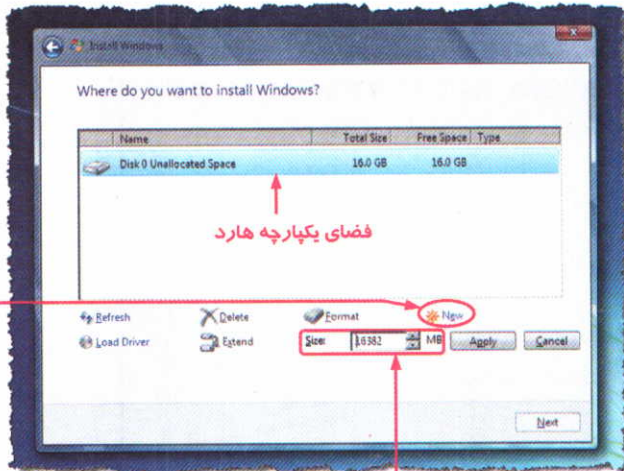 Install Windows
Where do you want to install Windows?
Name Total Size Free Space Type
Disk 0 Unallocated Space 16.0 GB 16.0 GB
فضای یکپارچه هارد
Refresh Delete Format New
Load Driver Extend Size: 16382 MB Apply Cancel
Next